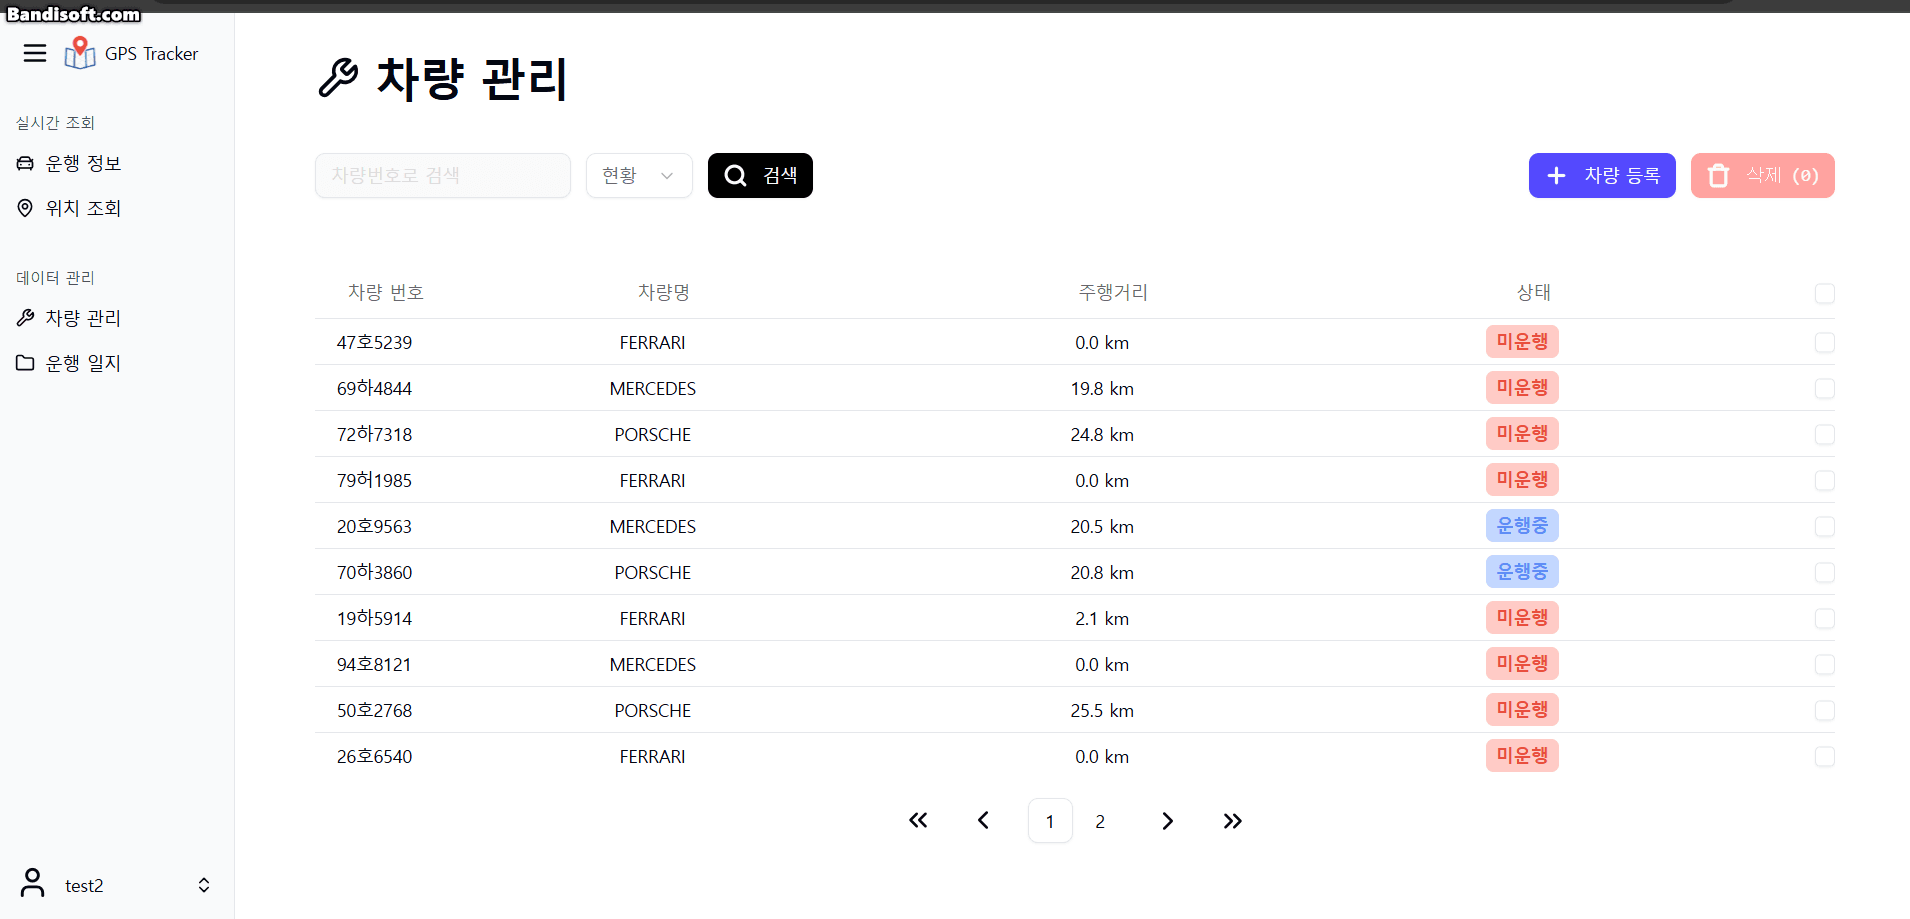 Bandisoft.com
GPS Tracker
실시간 조회
운행 정보
위치 조회
데이터 관리
차량 관리
운행 일지
test2
차량 관리
차량번호로 검색 현황 검색 차량 등록 삭제 (0)
차량 번호 차량명 주행거리 상태
47호5239 FERRARI 0.0 km 미운행
69하4844 MERCEDES 19.8 km 미운행
72하7318 PORSCHE 24.8 km 미운행
79허1985 FERRARI 0.0 km 미운행
20호9563 MERCEDES 20.5 km 운행중
70하3860 PORSCHE 20.8 km 운행중
19하5914 FERRARI 2.1 km 미운행
94호8121 MERCEDES 0.0 km 미운행
50호2768 PORSCHE 25.5 km 미운행
26호6540 FERRARI 0.0 km 미운행
1 2